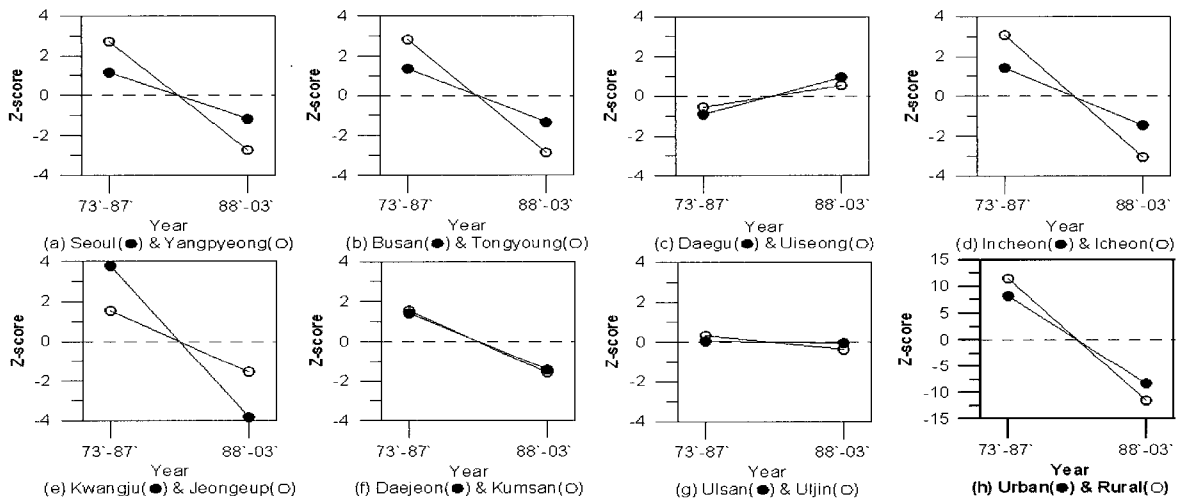 4
2
0
-2
-4
Z-score
73`-87`
88`-03`
Year
(a) Seoul(●) & Yangpyeong(○)
4
2
0
-2
-4
Z-score
73`-87`
88`-03`
Year
(b) Busan(●) & Tongyoung(○)
4
2
0
-2
-4
Z-score
73`-87`
88`-03`
Year
(c) Daegu(●) & Uiseong(○)
4
2
0
-2
-4
Z-score
73`-87`
88`-03`
Year
(d) Incheon(●) & Icheon(○)
4
2
0
-2
-4
Z-score
73`-87`
88`-03`
Year
(e) Kwangju(●) & Jeongeup(○)
4
2
0
-2
-4
Z-score
73`-87`
88`-03`
Year
(f) Daejeon(●) & Kumsan(○)
4
2
0
-2
-4
Z-score
73`-87`
88`-03`
Year
(g) Ulsan(●) & Uljin(○)
15
10
5
0
-5
-10
-15
Z-score
73`-87`
88`-03`
Year
(h) Urban(●) & Rural(○)